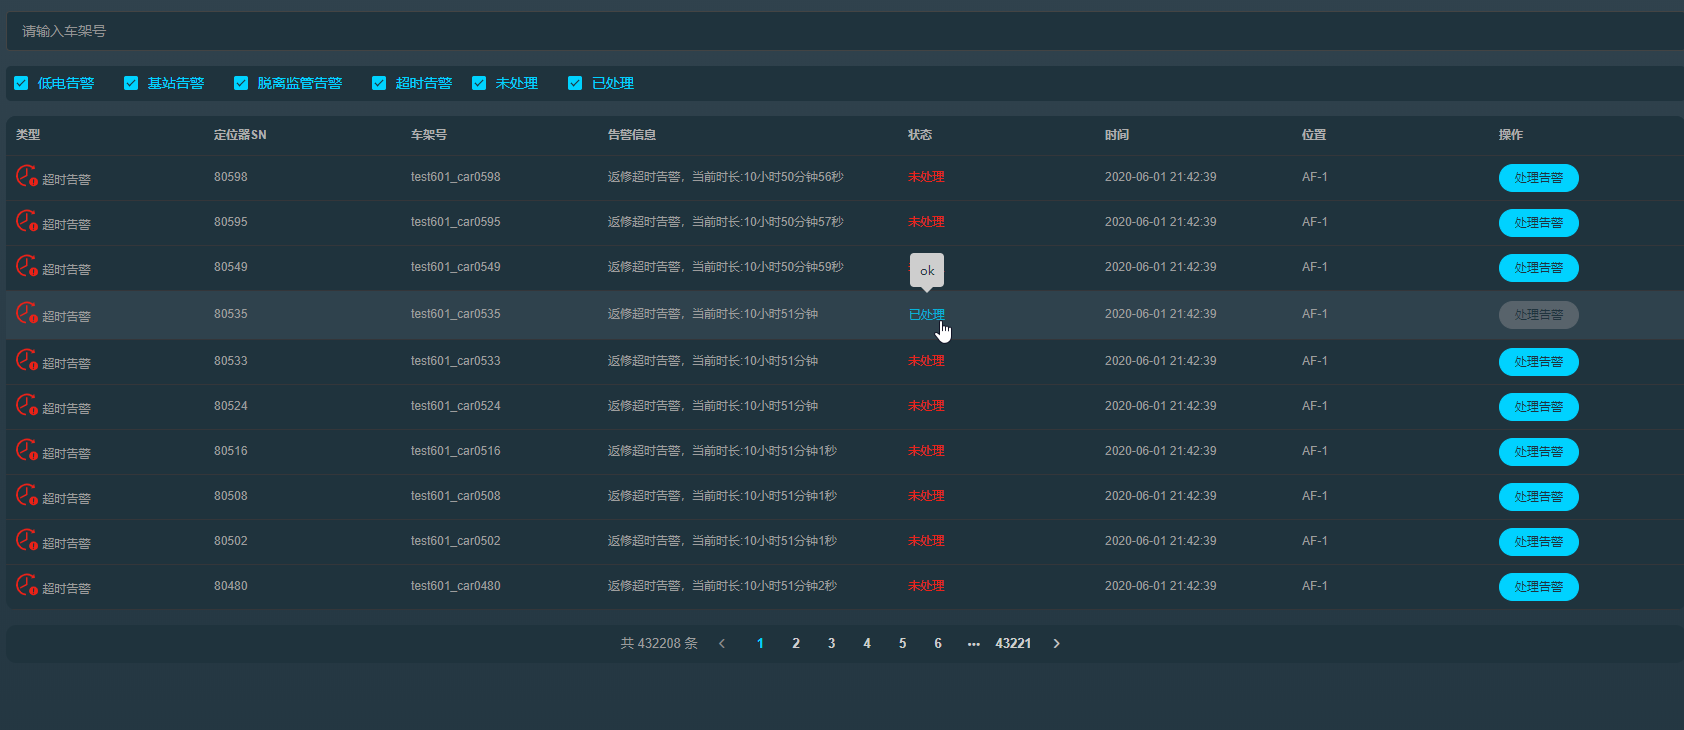 请输入车架号
低电告警 基站告警 脱离监管告警 超时告警 未处理 已处理
类型 定位器SN 车架号 告警信息 状态 时间 位置 操作
超时告警 80598 test601_car0598 返修超时告警，当前时长:10小时50分钟56秒 未处理 2020-06-01 21:42:39 AF-1 处理告警
超时告警 80595 test601_car0595 返修超时告警，当前时长:10小时50分钟57秒 未处理 2020-06-01 21:42:39 AF-1 处理告警
超时告警 80549 test601_car0549 返修超时告警，当前时长:10小时50分钟59秒 2020-06-01 21:42:39 AF-1 处理告警
ok
超时告警 80535 test601_car0535 返修超时告警，当前时长:10小时51分钟 已处理 2020-06-01 21:42:39 AF-1 处理告警
超时告警 80533 test601_car0533 返修超时告警，当前时长:10小时51分钟 未处理 2020-06-01 21:42:39 AF-1 处理告警
超时告警 80524 test601_car0524 返修超时告警，当前时长:10小时51分钟 未处理 2020-06-01 21:42:39 AF-1 处理告警
超时告警 80516 test601_car0516 返修超时告警，当前时长:10小时51分钟1秒 未处理 2020-06-01 21:42:39 AF-1 处理告警
超时告警 80508 test601_car0508 返修超时告警，当前时长:10小时51分钟1秒 未处理 2020-06-01 21:42:39 AF-1 处理告警
超时告警 80502 test601_car0502 返修超时告警，当前时长:10小时51分钟1秒 未处理 2020-06-01 21:42:39 AF-1 处理告警
超时告警 80480 test601_car0480 返修超时告警，当前时长:10小时51分钟2秒 未处理 2020-06-01 21:42:39 AF-1 处理告警
共 432208 条 1 2 3 4 5 6 ••• 43221